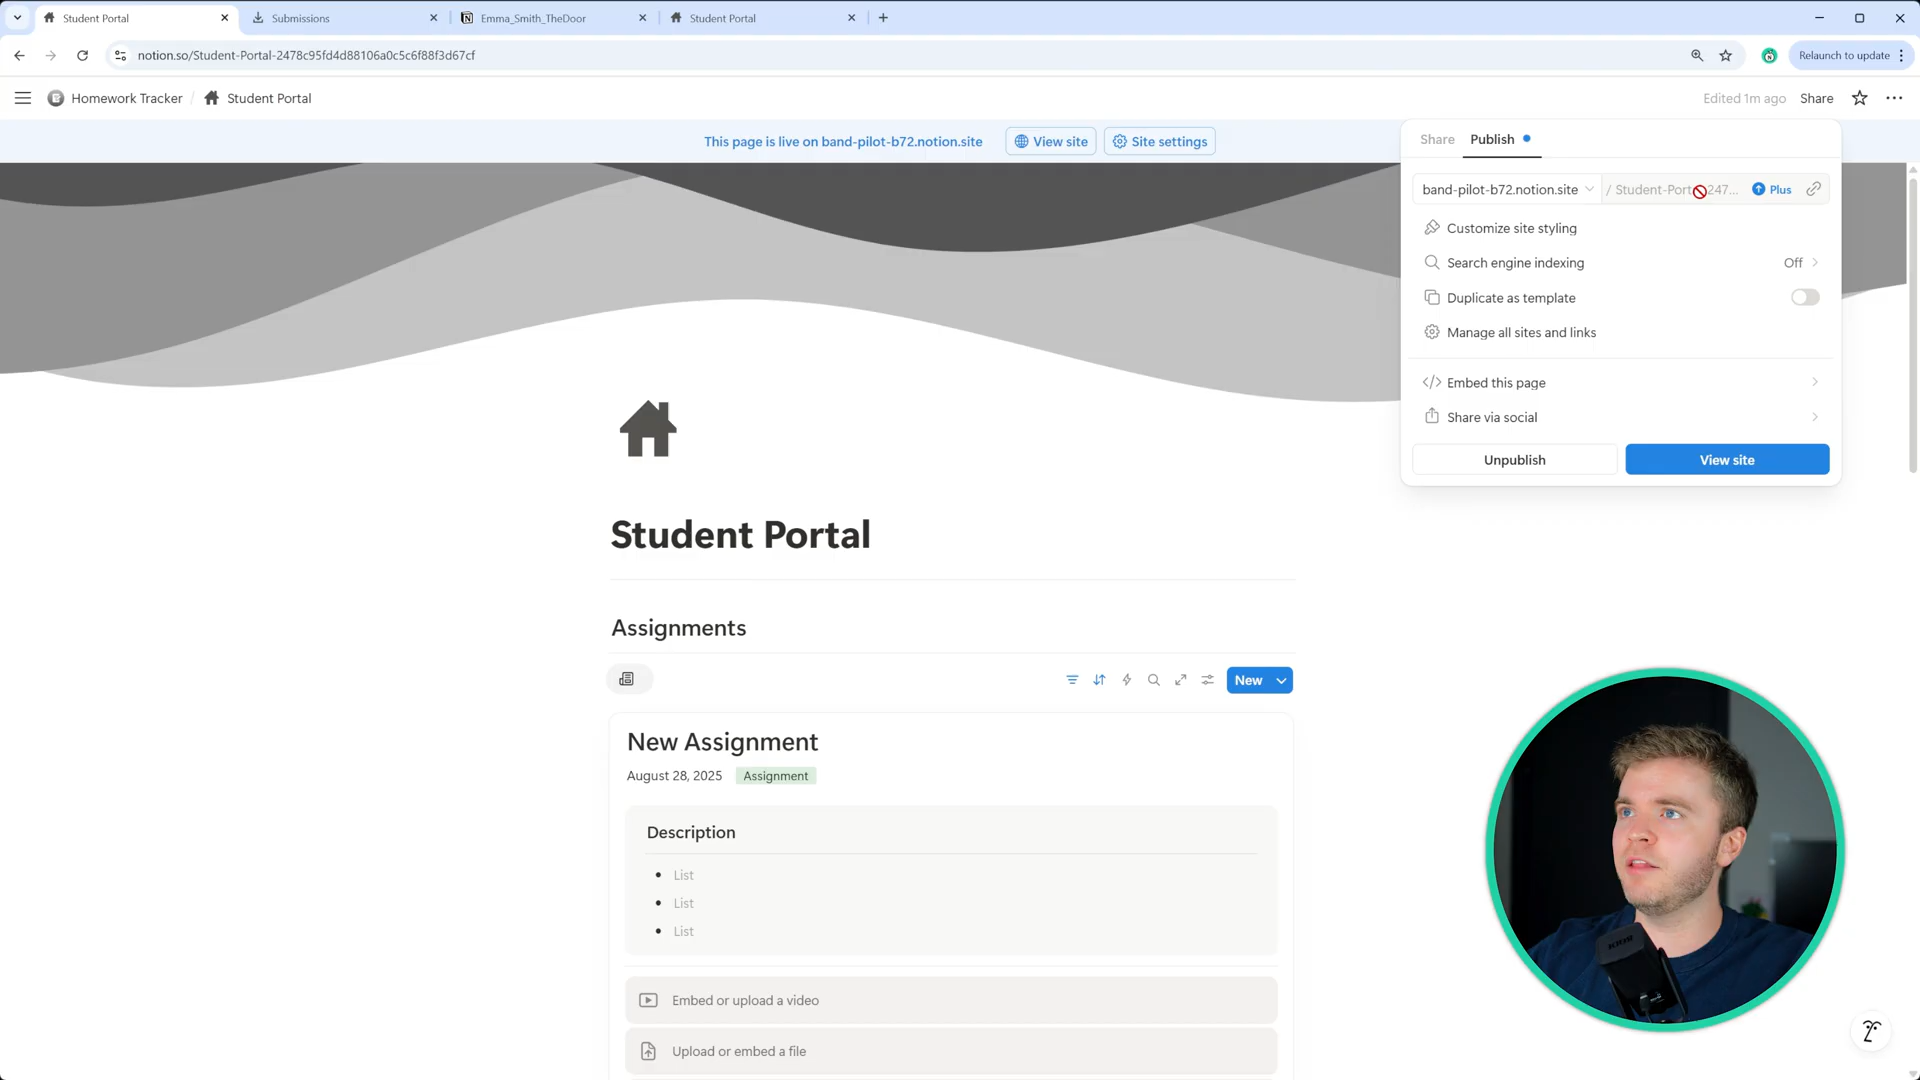 Student Portal
Submissions
Emma_Smith_TheDoor
Student Portal
notion.so/Student-Portal-2478c95fd4d88106a0c5c6f88f3d67cf
Relaunch to update
Homework Tracker / Student Portal
Edited 1m ago
Share
This page is live on band-pilot-b72.notion.site
View site
Site settings
Share
Publish
band-pilot-b72.notion.site
Plus
Customize site styling
Search engine indexing
Off
Duplicate as template
Manage all sites and links
Embed this page
Share via social
Unpublish
View site
Student Portal
Assignments
New
New Assignment
August 28, 2025
Assignment
Description
• List
• List
• List
Embed or upload a video
Upload or embed a file